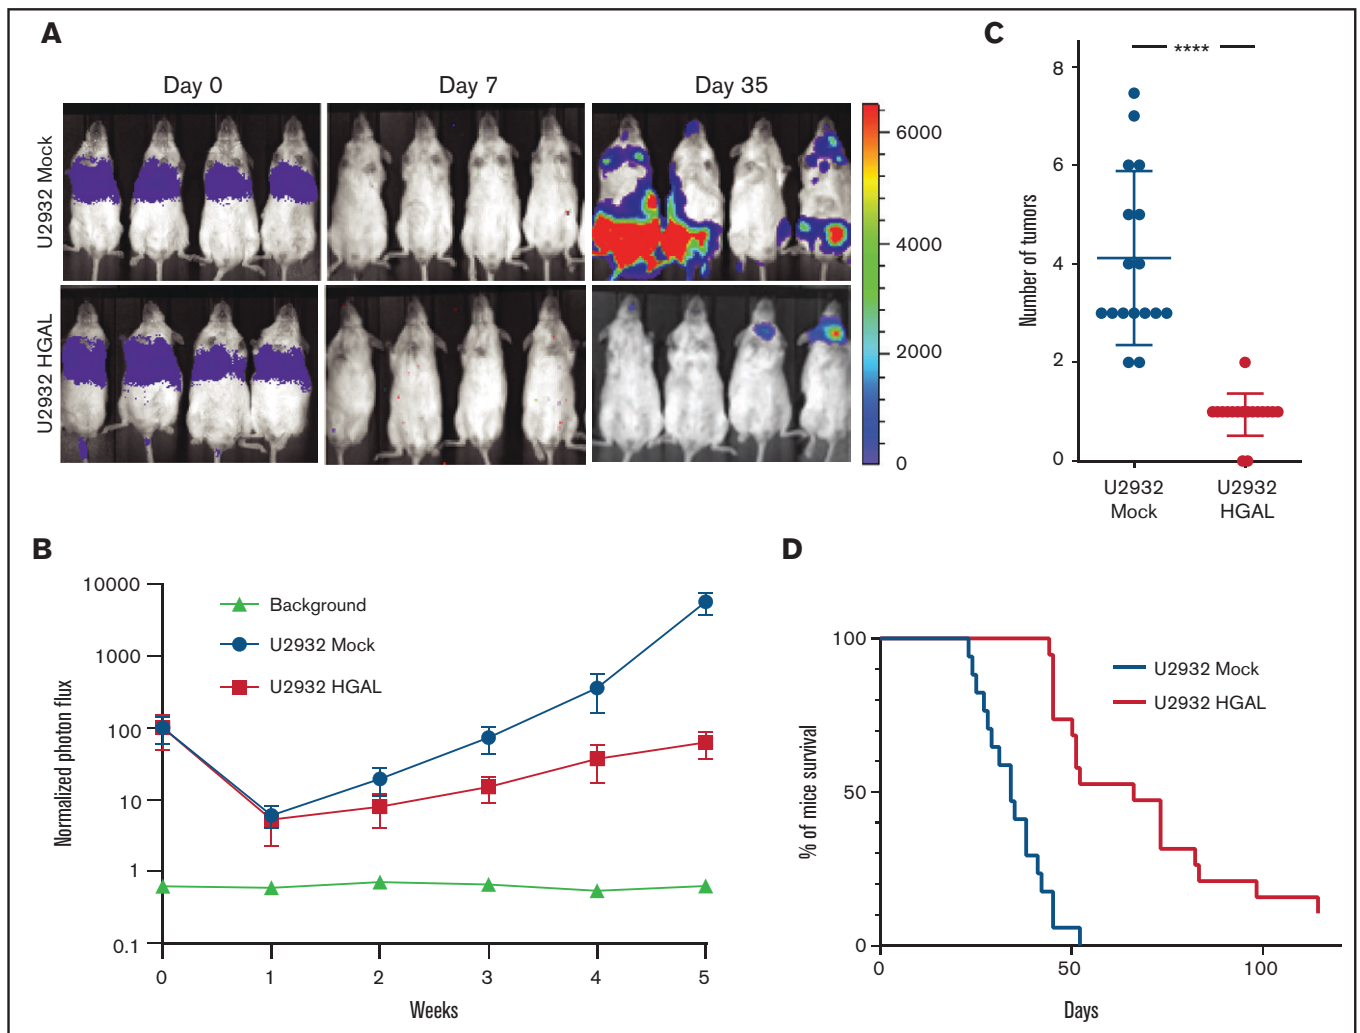 A
Day 0
Day 7
Day 35
U2932 Mock
U2932 HGAL
6000
4000
2000
0
C
****
Number of tumors
8
6
4
2
0
U2932
Mock
U2932
HGAL
B
Normalized photon flux
10000
1000
100
10
1
0.1
Background
U2932 Mock
U2932 HGAL
0
1
2
3
4
5
Weeks
D
% of mice survival
100
50
0
U2932 Mock
U2932 HGAL
0
50
100
Days